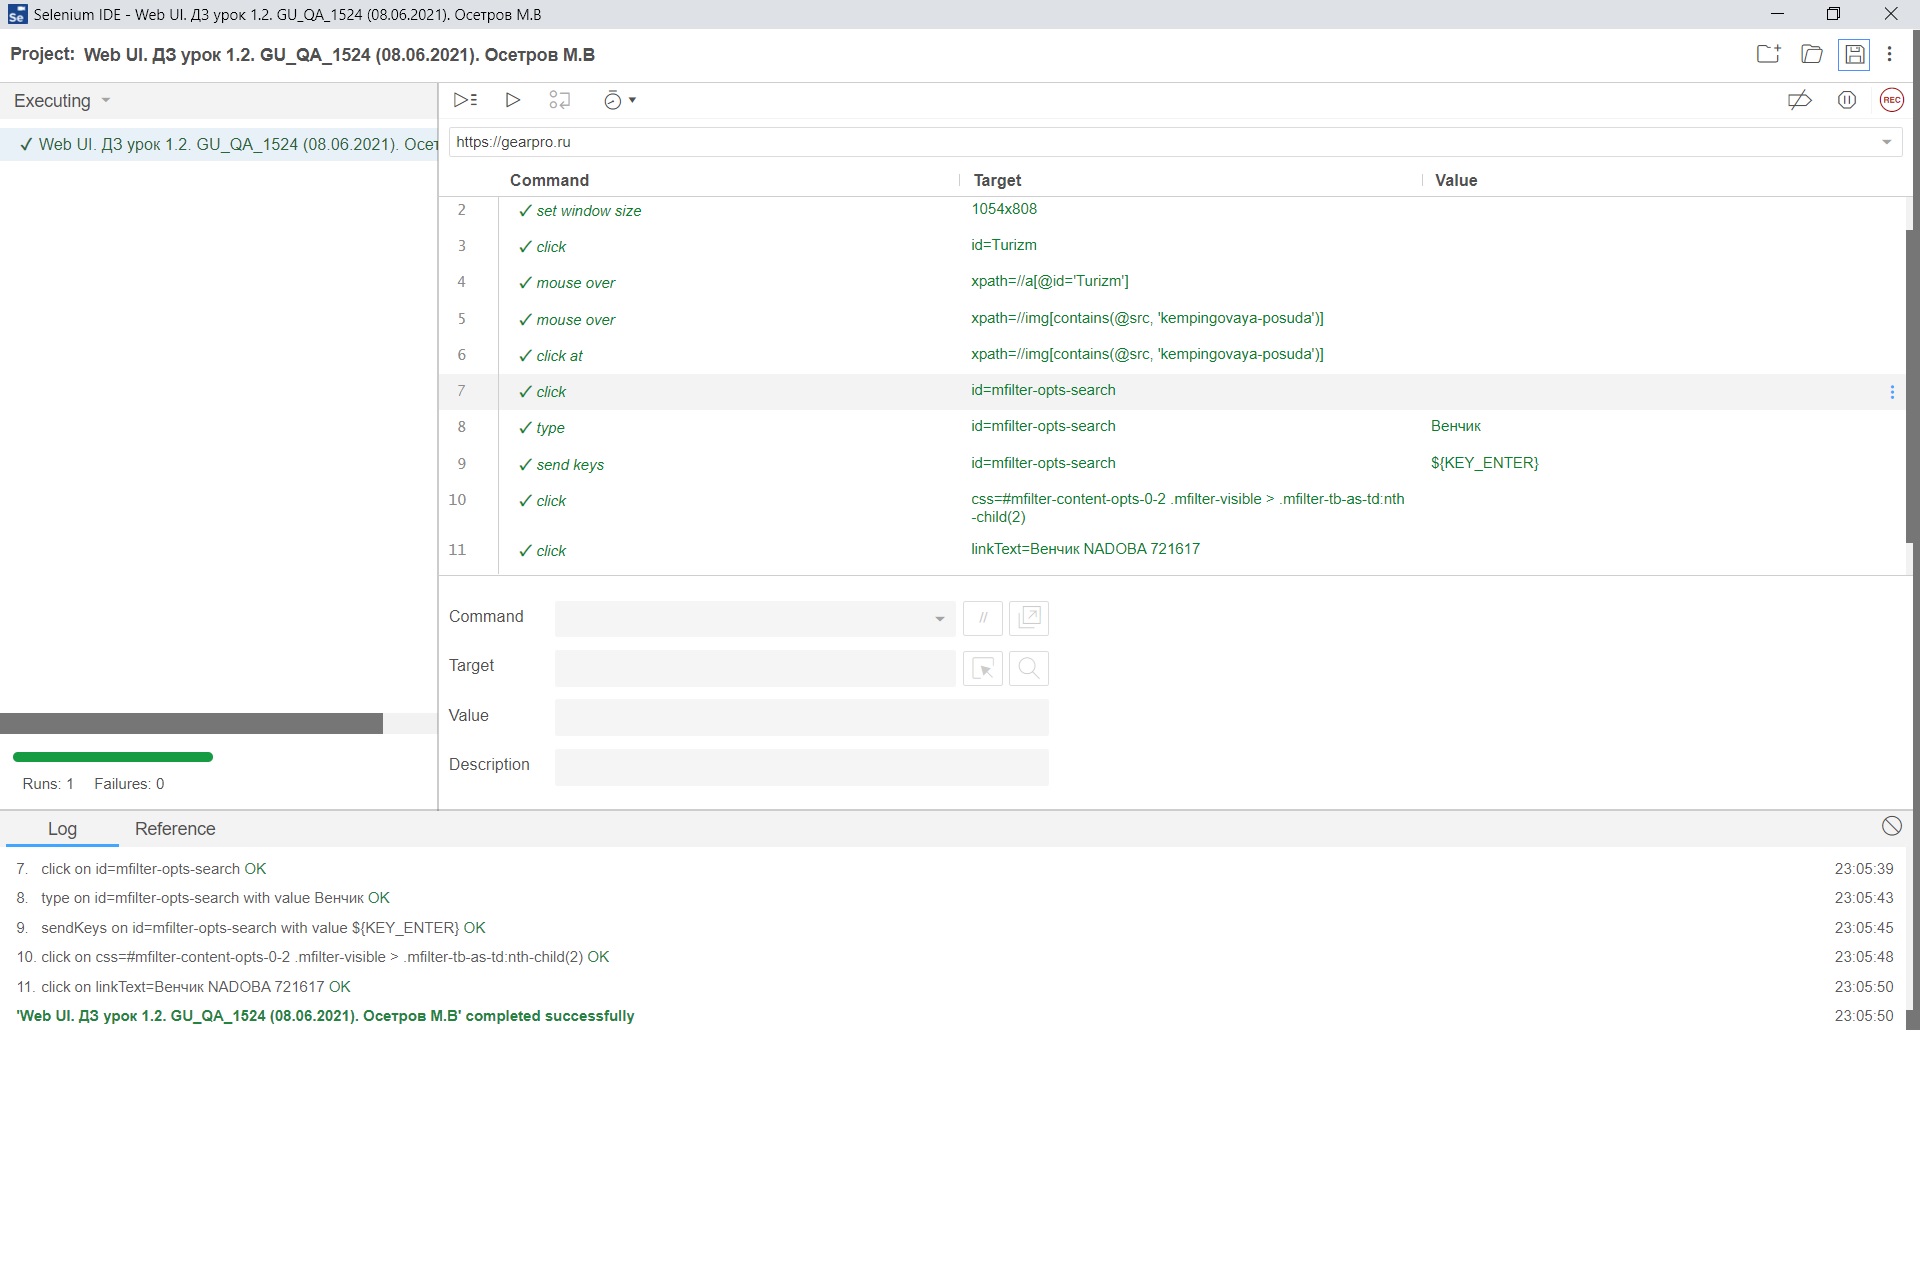 Selenium IDE - Web UI. ДЗ урок 1.2. GU_QA_1524 (08.06.2021). Осетров М.В
Project: Web UI. ДЗ урок 1.2. GU_QA_1524 (08.06.2021). Осетров М.В
Executing
REC
✓ Web UI. ДЗ урок 1.2. GU_QA_1524 (08.06.2021). Осет
https://gearpro.ru
Command Target Value
2 ✓ set window size 1054x808
3 ✓ click id=Turizm
4 ✓ mouse over xpath=//a[@id='Turizm']
5 ✓ mouse over xpath=//img[contains(@src, 'kempingovaya-posuda')]
6 ✓ click at xpath=//img[contains(@src, 'kempingovaya-posuda')]
7 ✓ click id=mfilter-opts-search
8 ✓ type id=mfilter-opts-search Венчик
9 ✓ send keys id=mfilter-opts-search ${KEY_ENTER}
10 ✓ click css=#mfilter-content-opts-0-2 .mfilter-visible > .mfilter-tb-as-td:nth
-child(2)
11 ✓ click linkText=Венчик NADOBA 721617
Command //
Target
Value
Description
Runs: 1 Failures: 0
Log Reference
7. click on id=mfilter-opts-search OK 23:05:39
8. type on id=mfilter-opts-search with value Венчик OK 23:05:43
9. sendKeys on id=mfilter-opts-search with value ${KEY_ENTER} OK 23:05:45
10. click on css=#mfilter-content-opts-0-2 .mfilter-visible > .mfilter-tb-as-td:nth-child(2) OK 23:05:48
11. click on linkText=Венчик NADOBA 721617 OK 23:05:50
'Web UI. ДЗ урок 1.2. GU_QA_1524 (08.06.2021). Осетров М.В' completed successfully 23:05:50